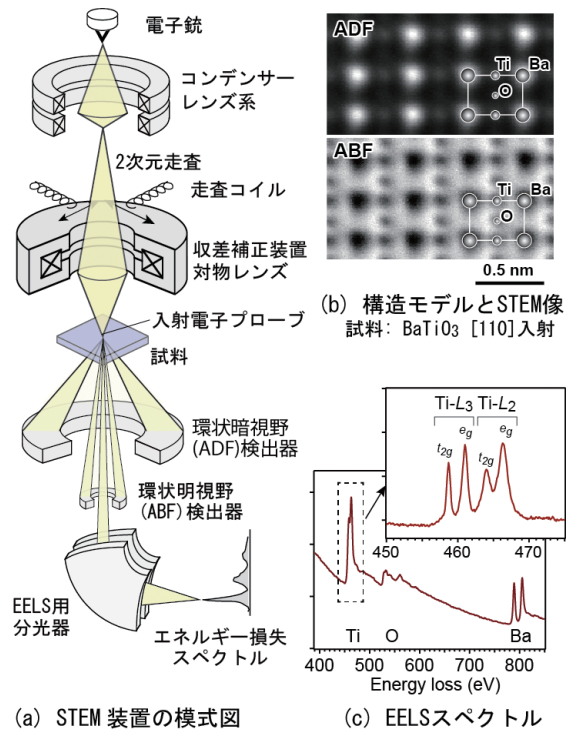 電子銃
コンデンサー
レンズ系
2次元走査
走査コイル
収差補正装置
対物レンズ
入射電子プローブ
試料
環状暗視野
(ADF)検出器
環状明視野
(ABF)検出器
EELS用
分光器
エネルギー損失
スペクトル
(a) STEM 装置の模式図
ADF
Ti
Ba
O
ABF
Ti
Ba
O
0.5 nm
(b) 構造モデルとSTEM像
試料: BaTiO₃ [110]入射
Ti-L₃ Ti-L₂
t₂g
eg
t₂g
eg
450 460 470
Ti
O
Ba
400 500 600 700 800
Energy loss (eV)
(c) EELSスペクトル